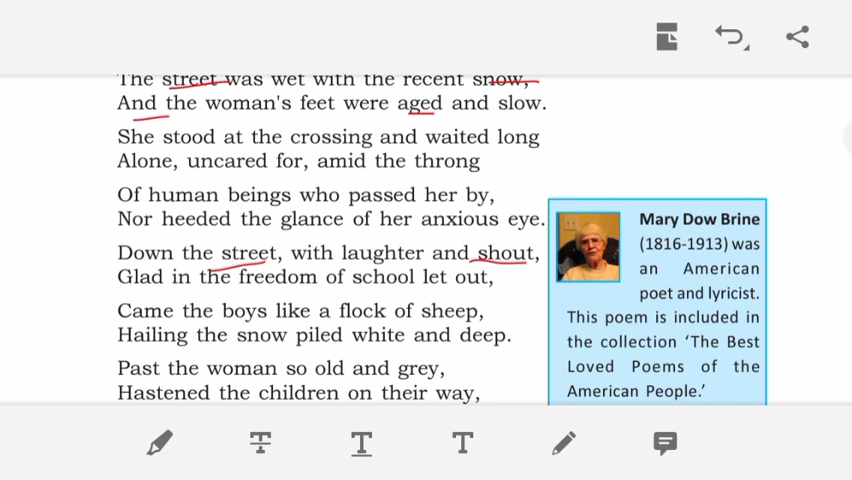 The street was wet with the recent snow,
And the woman's feet were aged and slow.
She stood at the crossing and waited long
Alone, uncared for, amid the throng
Of human beings who passed her by,
Nor heeded the glance of her anxious eye.
Down the street, with laughter and shout,
Glad in the freedom of school let out,
Came the boys like a flock of sheep,
Hailing the snow piled white and deep.
Past the woman so old and grey,
Hastened the children on their way,
Mary Dow Brine
(1816-1913) was
an American
poet and lyricist.
This poem is included in
the collection ‘The Best
Loved Poems of the
American People.’
T T T